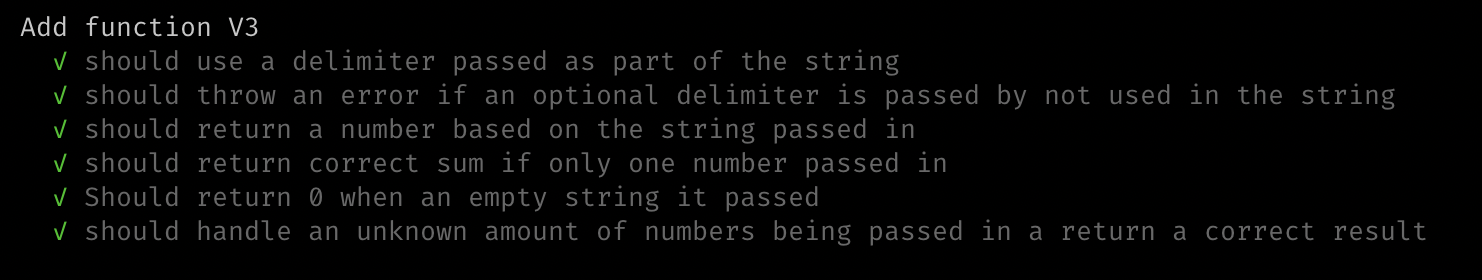 Add function V3
√ should use a delimiter passed as part of the string
√ should throw an error if an optional delimiter is passed by not used in the string
√ should return a number based on the string passed in
√ should return correct sum if only one number passed in
√ Should return 0 when an empty string it passed
√ should handle an unknown amount of numbers being passed in a return a correct result